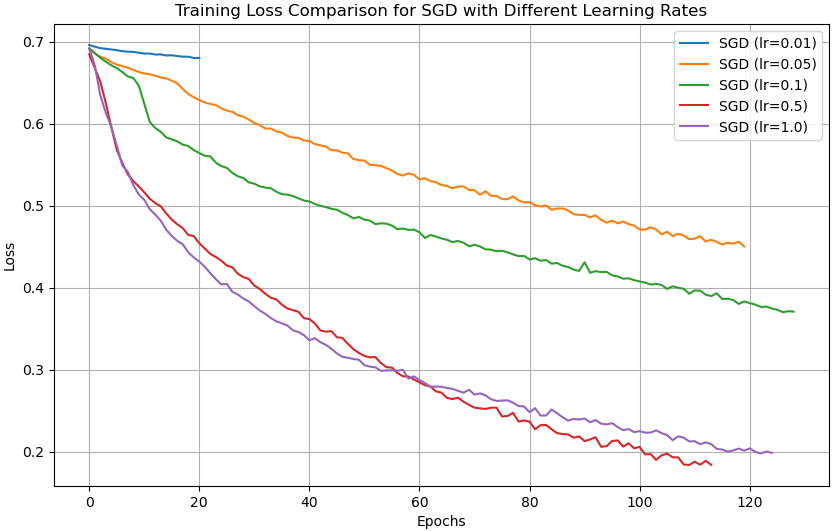 Training Loss Comparison for SGD with Different Learning Rates
SGD (lr=0.01)
SGD (lr=0.05)
SGD (lr=0.1)
SGD (lr=0.5)
SGD (lr=1.0)
Loss
0.7
0.6
0.5
0.4
0.3
0.2
0 20 40 60 80 100 120
Epochs